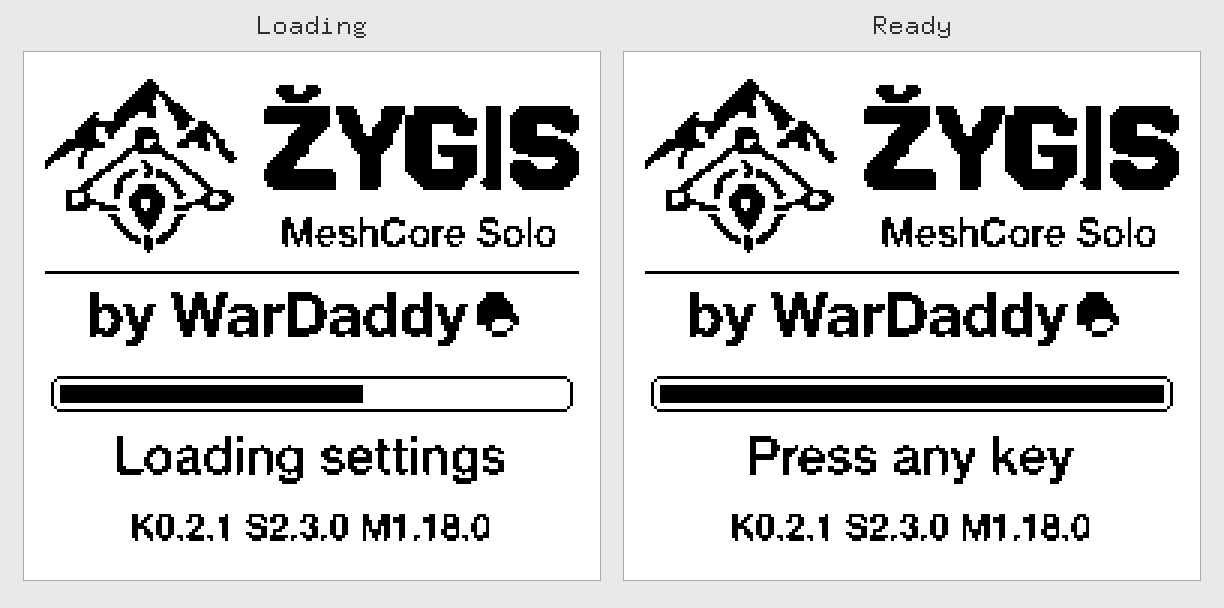 Loading
ŽYGIS
MeshCore Solo
by WarDaddy
Loading settings
K0.2.1 S2.3.0 M1.18.0
Ready
ŽYGIS
MeshCore Solo
by WarDaddy
Press any key
K0.2.1 S2.3.0 M1.18.0